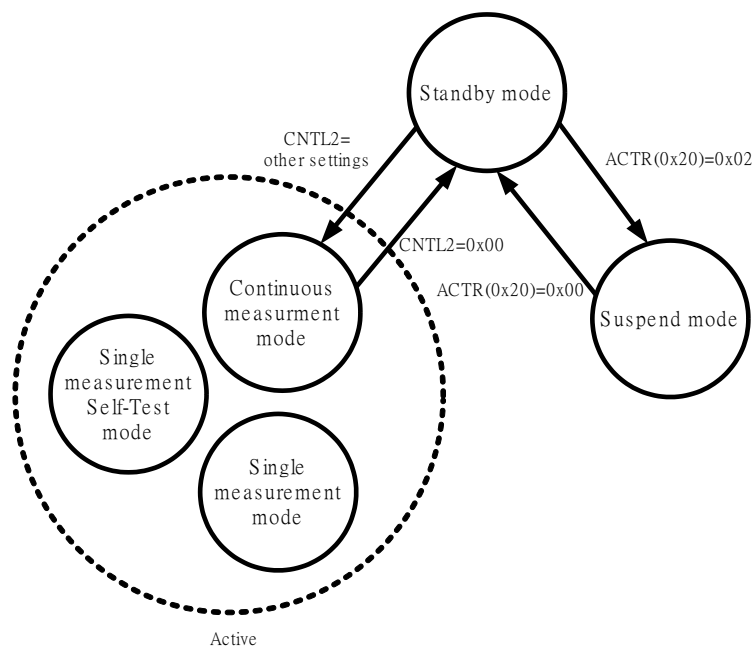 Standby mode
CNTL2=
other settings
ACTR(0x20)=0x02
CNTL2=0x00
ACTR(0x20)=0x00
Continuous
measurment
mode
Suspend mode
Single
measurement
Self-Test
mode
Single
measurement
mode
Active